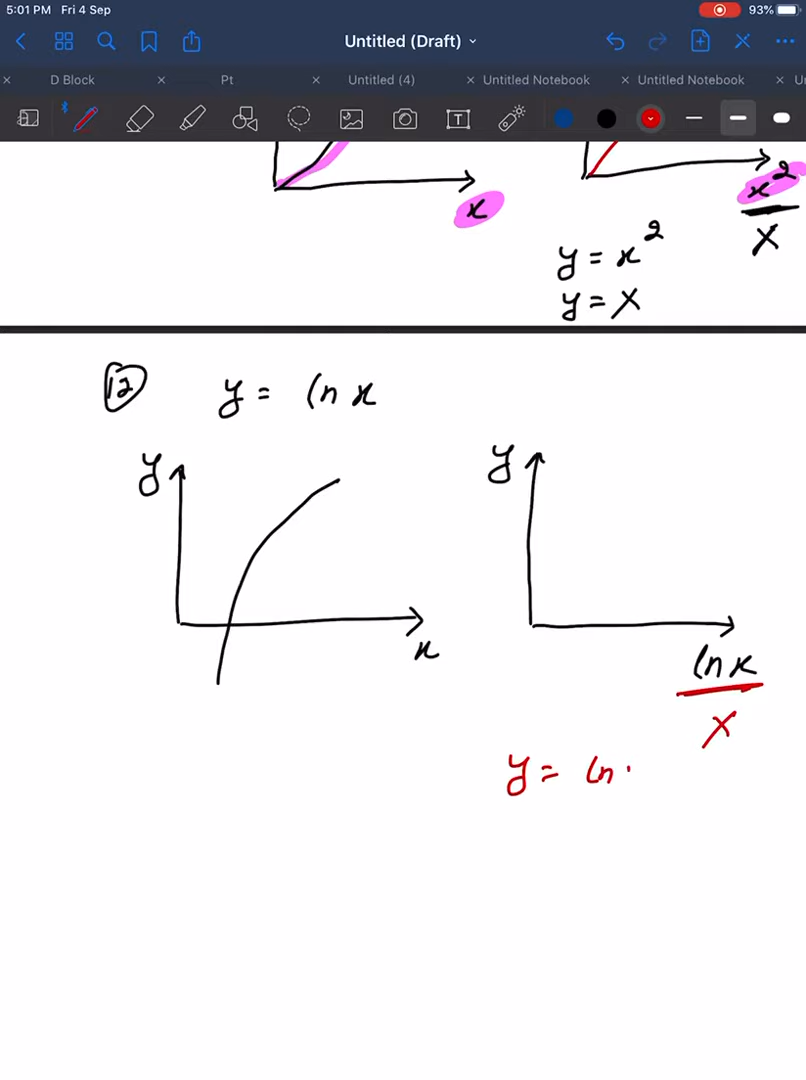 5:01 PM Fri 4 Sep 93%
Untitled (Draft)
D Block Pt Untitled (4) Untitled Notebook Untitled Notebook
x x²
X
y = x²
y = X
12 y = ln x
y y
x ln x
X
y = ln